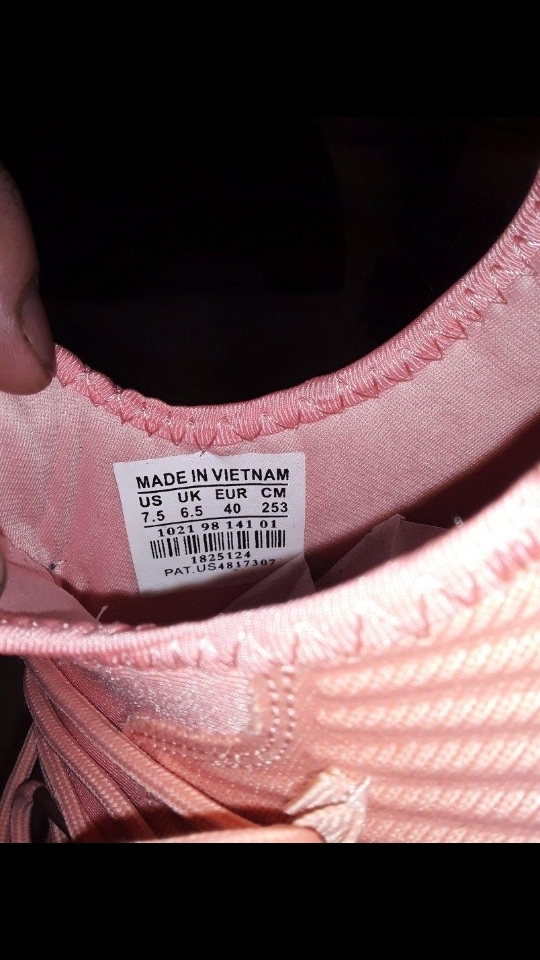 MADE IN VIETNAM
US UK EUR CM
7.5 6.5 40 253
1021 98 141 01
1825124
PAT.US4817307